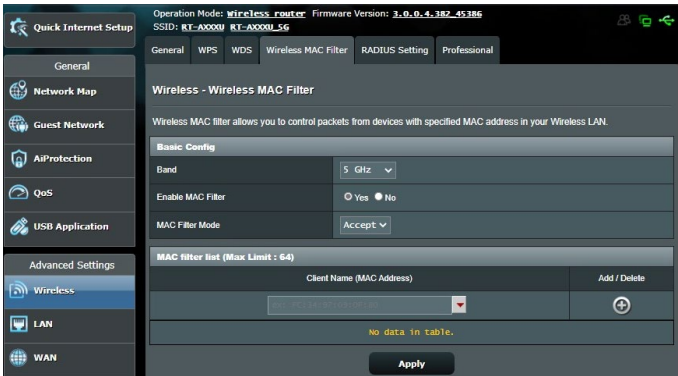 Quick Internet Setup
Operation Mode: Wireless router Firmware Version: 3.0.0.4.382_45386
SSID: RT-AXXXU RT-AXXXU_5G
General WPS WDS Wireless MAC Filter RADIUS Setting Professional
General
Network Map
Guest Network
AiProtection
QoS
USB Application
Advanced Settings
Wireless
LAN
WAN
Wireless - Wireless MAC Filter
Wireless MAC filter allows you to control packets from devices with specified MAC address in your Wireless LAN.
Basic Config
Band 5 GHz
Enable MAC Filter Yes No
MAC Filter Mode Accept
MAC filter list (Max Limit : 64)
Client Name (MAC Address) Add / Delete
No data in table.
Apply